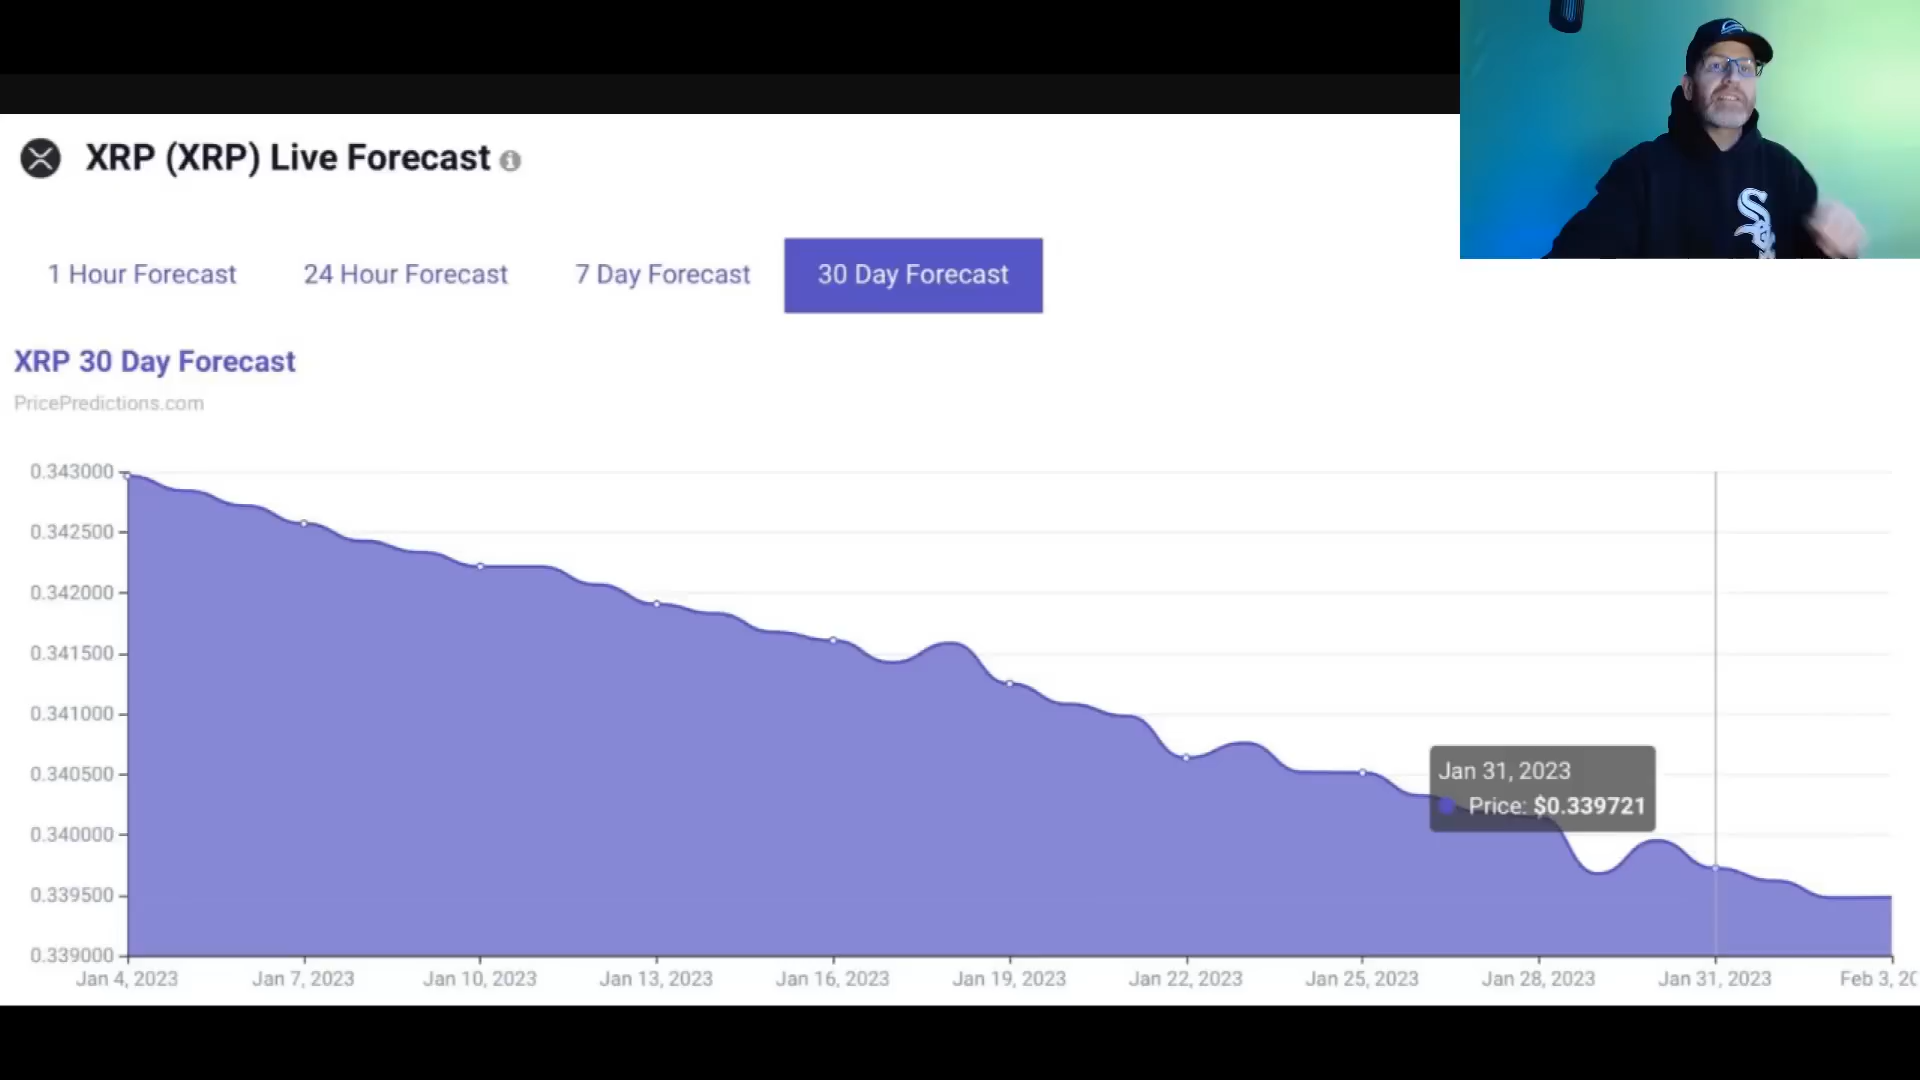 XRP (XRP) Live Forecast
1 Hour Forecast
24 Hour Forecast
7 Day Forecast
30 Day Forecast
XRP 30 Day Forecast
PricePredictions.com
0.343000
0.342500
0.342000
0.341500
0.341000
0.340500
0.340000
0.339500
0.339000
Jan 31, 2023
Price: $0.339721
Jan 4, 2023
Jan 7, 2023
Jan 10, 2023
Jan 13, 2023
Jan 16, 2023
Jan 19, 2023
Jan 22, 2023
Jan 25, 2023
Jan 28, 2023
Jan 31, 2023
Feb 3, 20